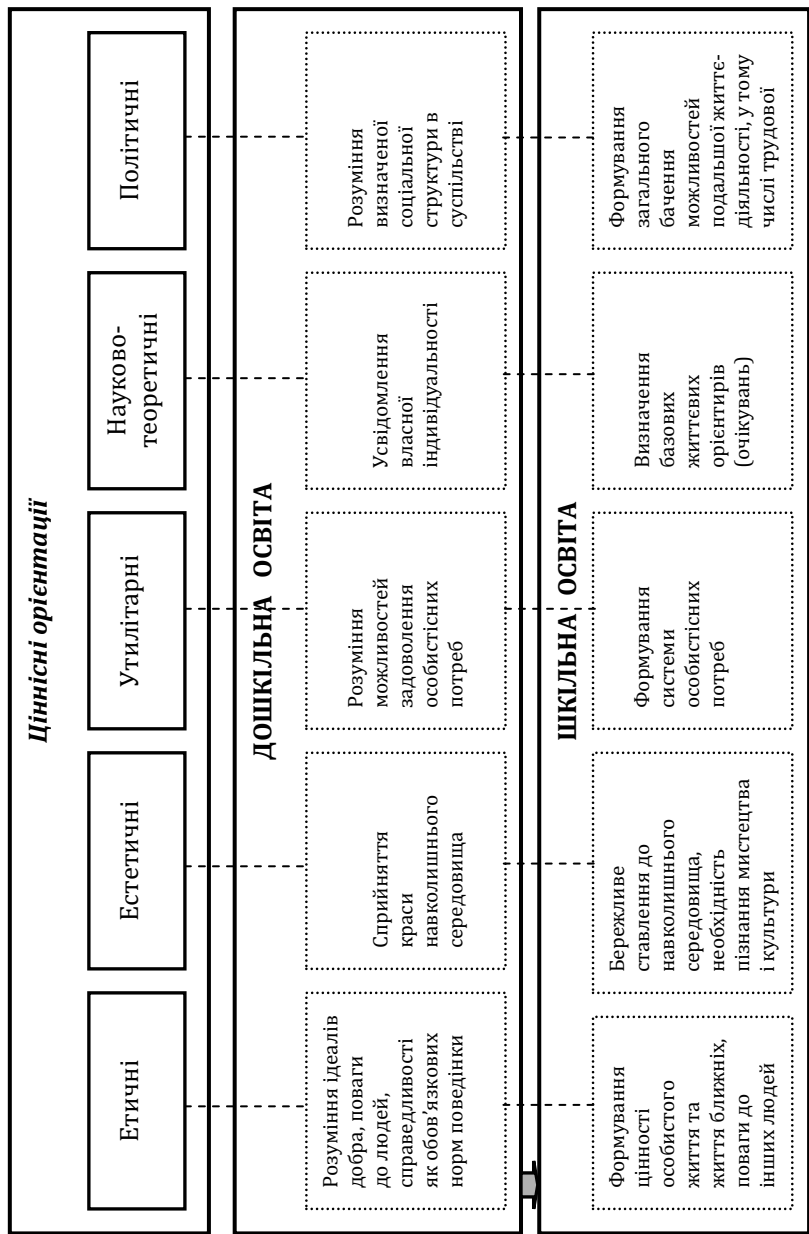 Ціннісні орієнтації
Етичні
Естетичні
Утилітарні
Науково-
теоретичні
Політичні
ДОШКІЛЬНА ОСВІТА
Розуміння ідеалів
добра, поваги
до людей,
справедливості
як обов’язкових
норм поведінки
Сприйняття
краси
навколишнього
середовища
Розуміння
можливостей
задоволення
особистісних
потреб
Усвідомлення
власної
індивідуальності
Розуміння
визначеної
соціальної
структури в
суспільстві
ШКІЛЬНА ОСВІТА
Формування
цінності
особистого
життя та
життя ближніх,
поваги до
інших людей
Бережливе
ставлення до
навколишнього
середовища,
необхідність
пізнання мистецтва
і культури
Формування
системи
особистісних
потреб
Визначення
базових
життєвих
орієнтирів
(очікувань)
Формування
загального
бачення
можливостей
подальшої життє-
діяльності, у тому
числі трудової